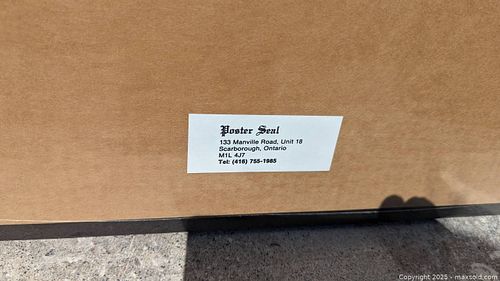 Poster Seal
133 Manville Road, Unit 18
Scarborough, Ontario
M1L 4J7
Tel: (416) 755-1985
Copyright © 2025 - maxsold.com